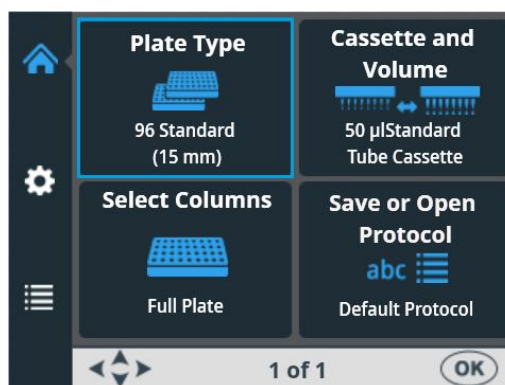 Plate Type
96 Standard
(15 mm)
Cassette and
Volume
50 µlStandard
Tube Cassette
Select Columns
Full Plate
Save or Open
Protocol
abc
Default Protocol
1 of 1
OK